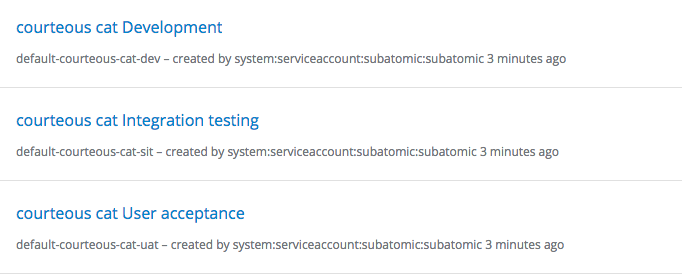 courteous cat Development
default-courteous-cat-dev – created by system:serviceaccount:subatomic:subatomic 3 minutes ago
courteous cat Integration testing
default-courteous-cat-sit – created by system:serviceaccount:subatomic:subatomic 3 minutes ago
courteous cat User acceptance
default-courteous-cat-uat – created by system:serviceaccount:subatomic:subatomic 3 minutes ago